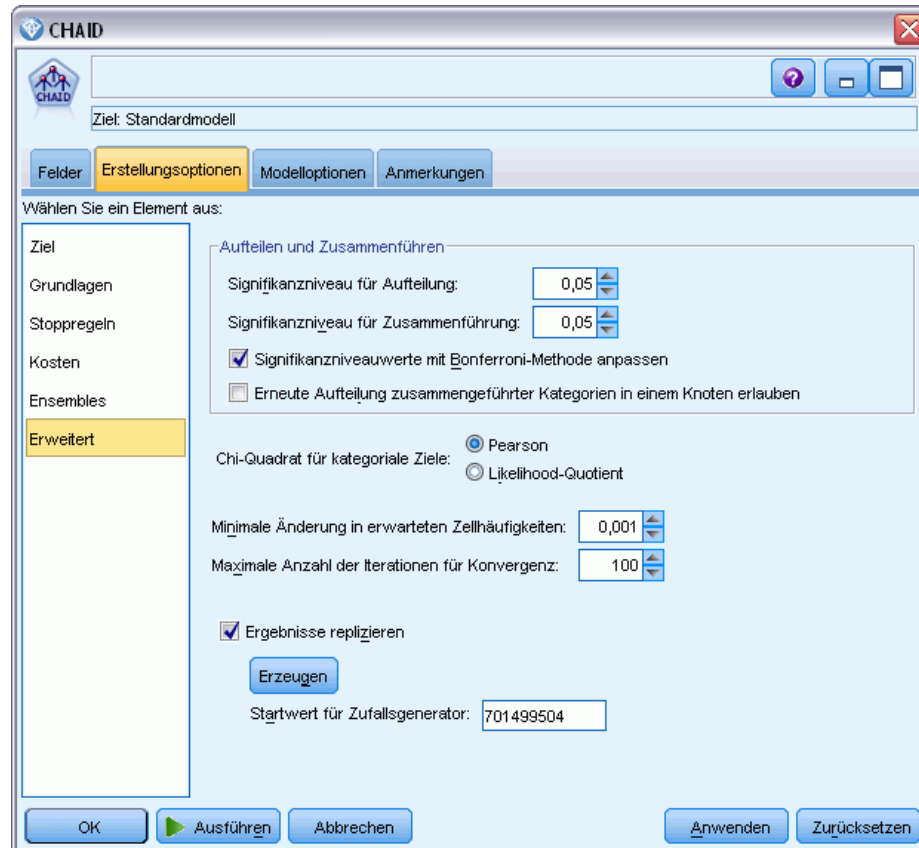 CHAID
CHAID
Ziel: Standardmodell
Felder
Erstellungsoptionen
Modelloptionen
Anmerkungen
Wählen Sie ein Element aus:
Ziel
Grundlagen
Stoppregeln
Kosten
Ensembles
Erweitert
Aufteilen und Zusammenführen
Signifikanzniveau für Aufteilung: 0,05
Signifikanzniveau für Zusammenführung: 0,05
Signifikanzniveauwerte mit Bonferroni-Methode anpassen
Erneute Aufteilung zusammengeführter Kategorien in einem Knoten erlauben
Chi-Quadrat für kategoriale Ziele:
Pearson
Likelihood-Quotient
Minimale Änderung in erwarteten Zellhäufigkeiten: 0,001
Maximale Anzahl der Iterationen für Konvergenz: 100
Ergebnisse replizieren
Erzeugen
Startwert für Zufallsgenerator: 701499504
OK
Ausführen
Abbrechen
Anwenden
Zurücksetzen